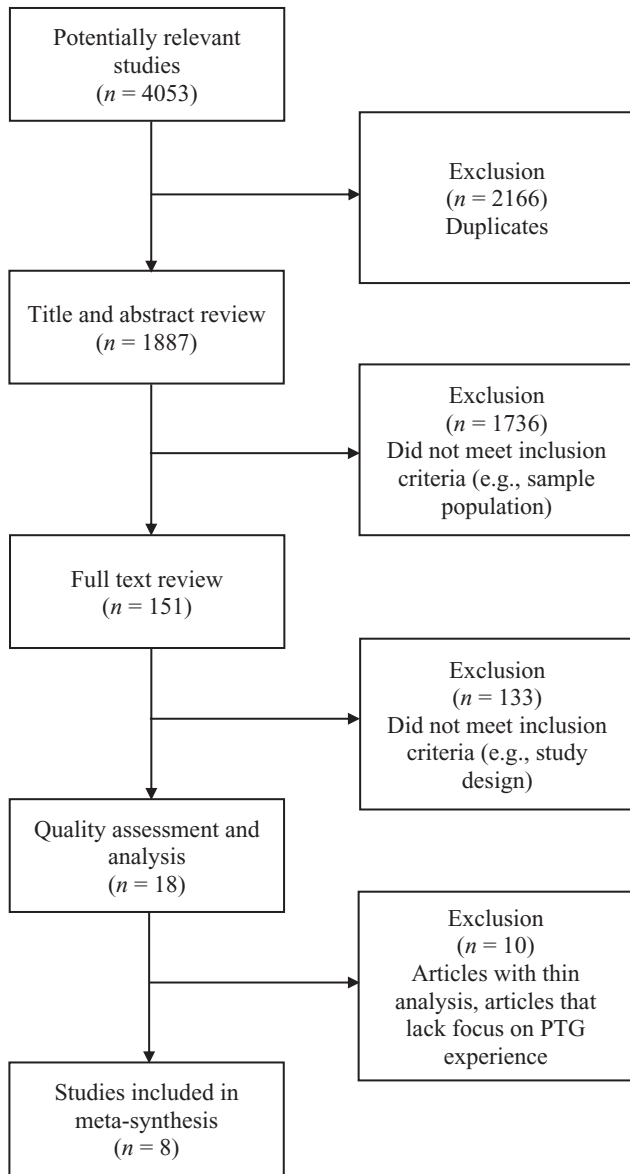 Potentially relevant
studies
(n = 4053)
Exclusion
(n = 2166)
Duplicates
Title and abstract review
(n = 1887)
Exclusion
(n = 1736)
Did not meet inclusion
criteria (e.g., sample
population)
Full text review
(n = 151)
Exclusion
(n = 133)
Did not meet inclusion
criteria (e.g., study
design)
Quality assessment and
analysis
(n = 18)
Exclusion
(n = 10)
Articles with thin
analysis, articles that
lack focus on PTG
experience
Studies included in
meta-synthesis
(n = 8)